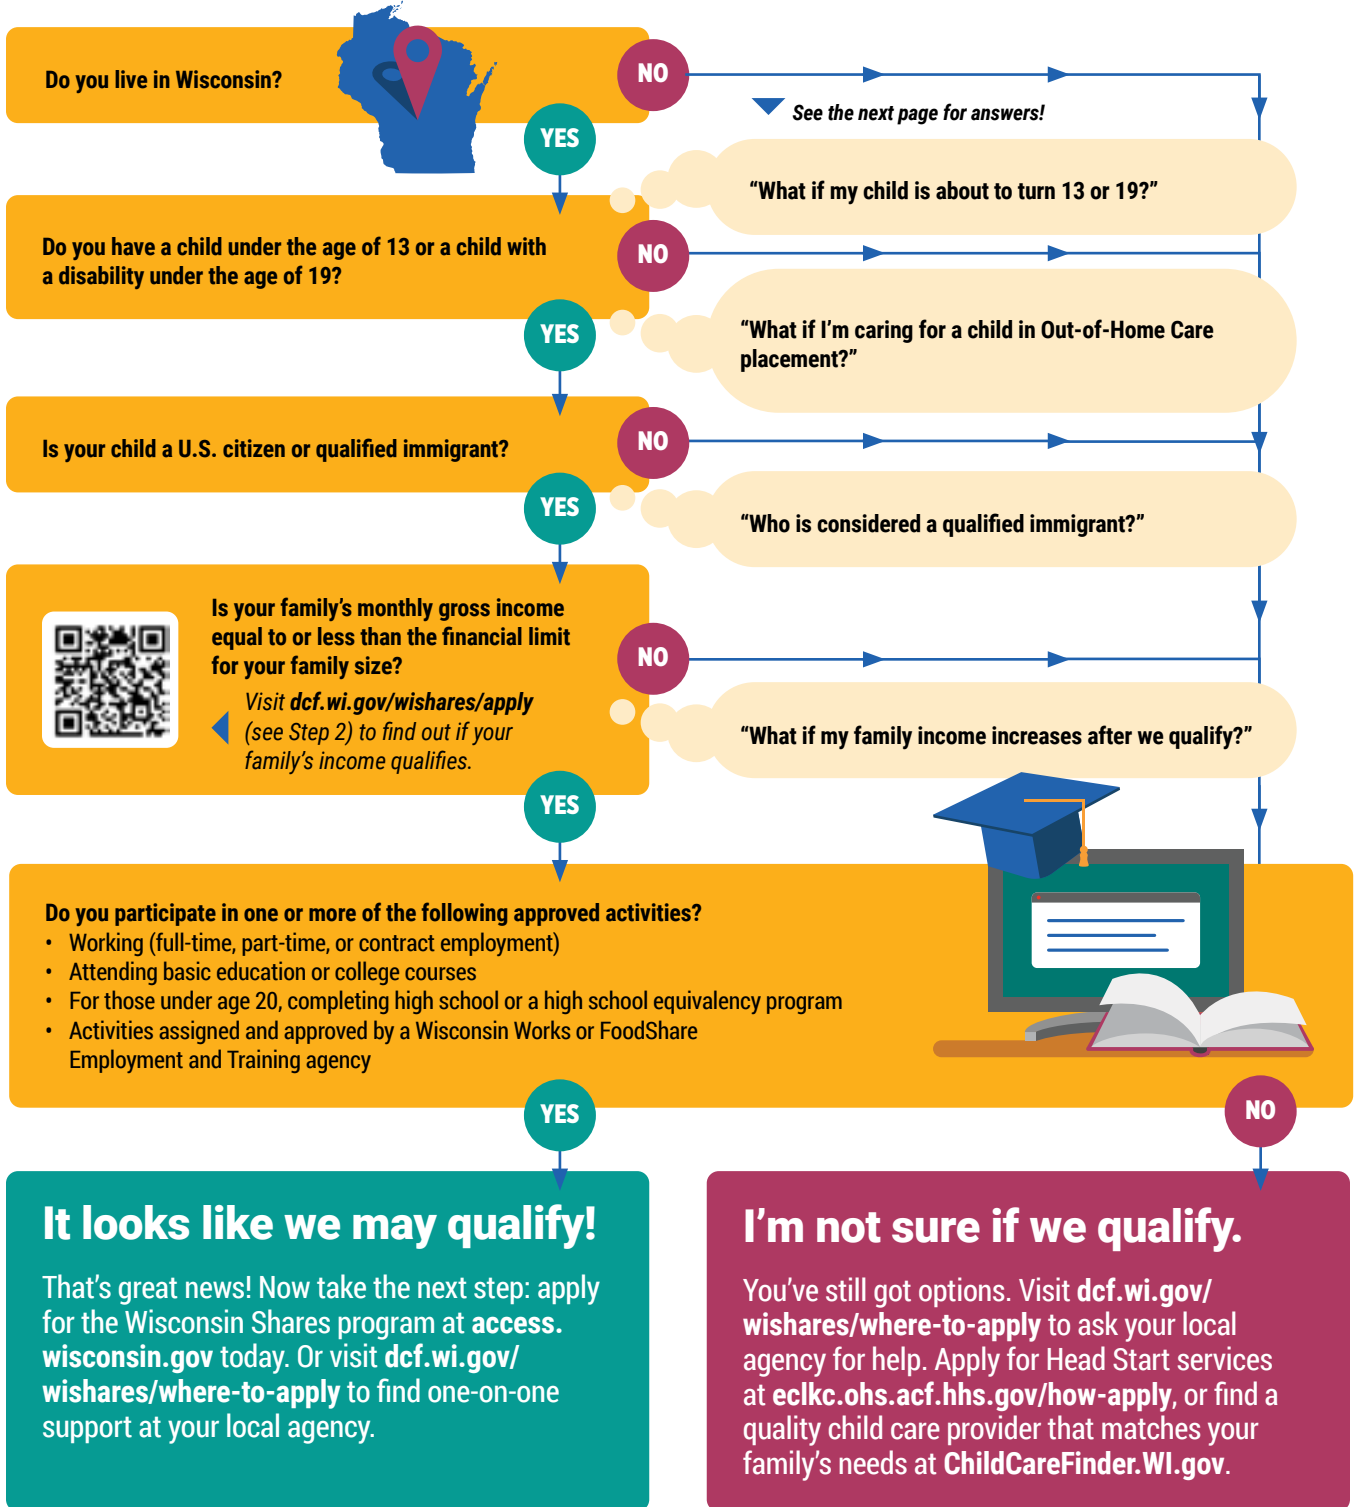 Do you live in Wisconsin?
NO
See the next page for answers!
YES
“What if my child is about to turn 13 or 19?”
Do you have a child under the age of 13 or a child with
a disability under the age of 19?
NO
YES
“What if I’m caring for a child in Out-of-Home Care
placement?”
Is your child a U.S. citizen or qualified immigrant?
NO
YES
“Who is considered a qualified immigrant?”
Is your family’s monthly gross income
equal to or less than the financial limit
for your family size?
Visit dcf.wi.gov/wishares/apply
(see Step 2) to find out if your
family’s income qualifies.
NO
YES
“What if my family income increases after we qualify?”
Do you participate in one or more of the following approved activities?
• Working (full-time, part-time, or contract employment)
• Attending basic education or college courses
• For those under age 20, completing high school or a high school equivalency program
• Activities assigned and approved by a Wisconsin Works or FoodShare
Employment and Training agency
YES
NO
It looks like we may qualify!
That’s great news! Now take the next step: apply
for the Wisconsin Shares program at access.
wisconsin.gov today. Or visit dcf.wi.gov/
wishares/where-to-apply to find one-on-one
support at your local agency.
I’m not sure if we qualify.
You’ve still got options. Visit dcf.wi.gov/
wishares/where-to-apply to ask your local
agency for help. Apply for Head Start services
at eclkc.ohs.acf.hhs.gov/how-apply, or find a
quality child care provider that matches your
family’s needs at ChildCareFinder.WI.gov.